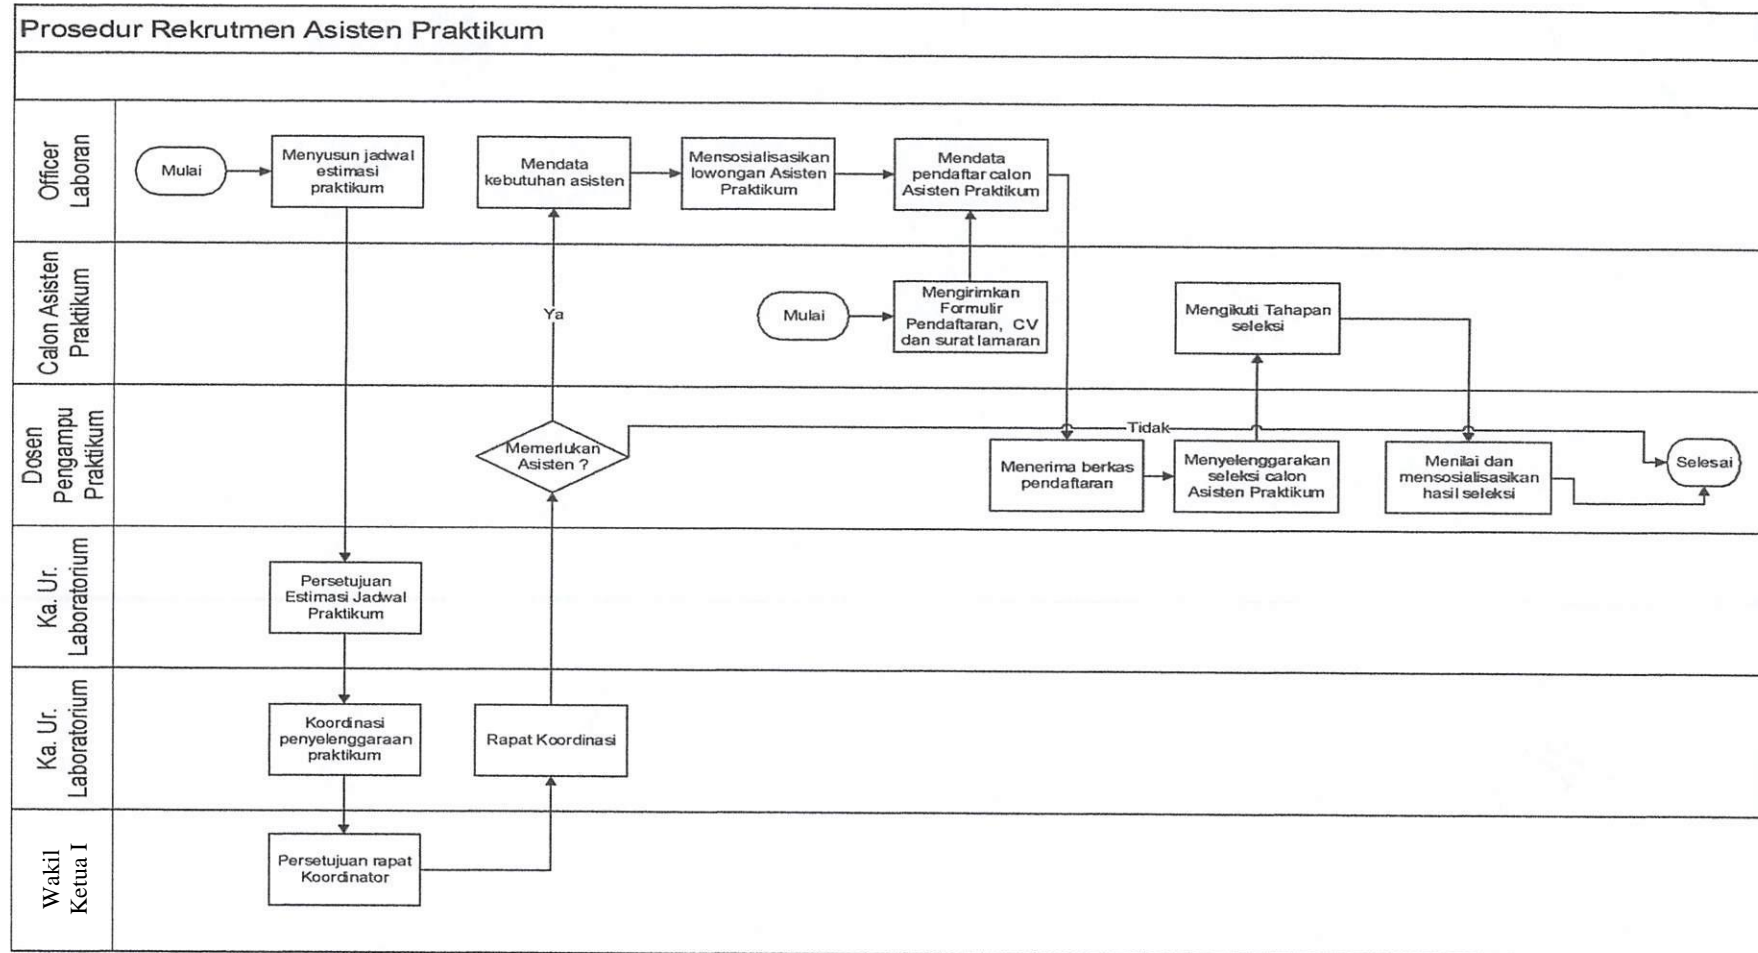 Prosedur Rekrutmen Asisten Praktikum
Officer
Laboran
Mulai
Menyusun jadwal
estimasi
praktikum
Mendata
kebutuhan asisten
Mensosialisasikan
lowongan Asisten
Praktikum
Mendata
pendaftar calon
Asisten Praktikum
Calon Asisten
Praktikum
Ya
Mulai
Mengirimkan
Formulir
Pendaftaran, CV
dan surat lamaran
Mengikuti Tahapan
seleksi
Dosen
Pengampu
Praktikum
Memerlukan
Asisten ?
Tidak
Menerima berkas
pendaftaran
Menyelenggarakan
seleksi calon
Asisten Praktikum
Menilai dan
mensosialisasikan
hasil seleksi
Selesai
Ka. Ur.
Laboratorium
Persetujuan
Estimasi Jadwal
Praktikum
Ka. Ur.
Laboratorium
Koordinasi
penyelenggaraan
praktikum
Rapat Koordinasi
Wakil
Ketua I
Persetujuan rapat
Koordinator